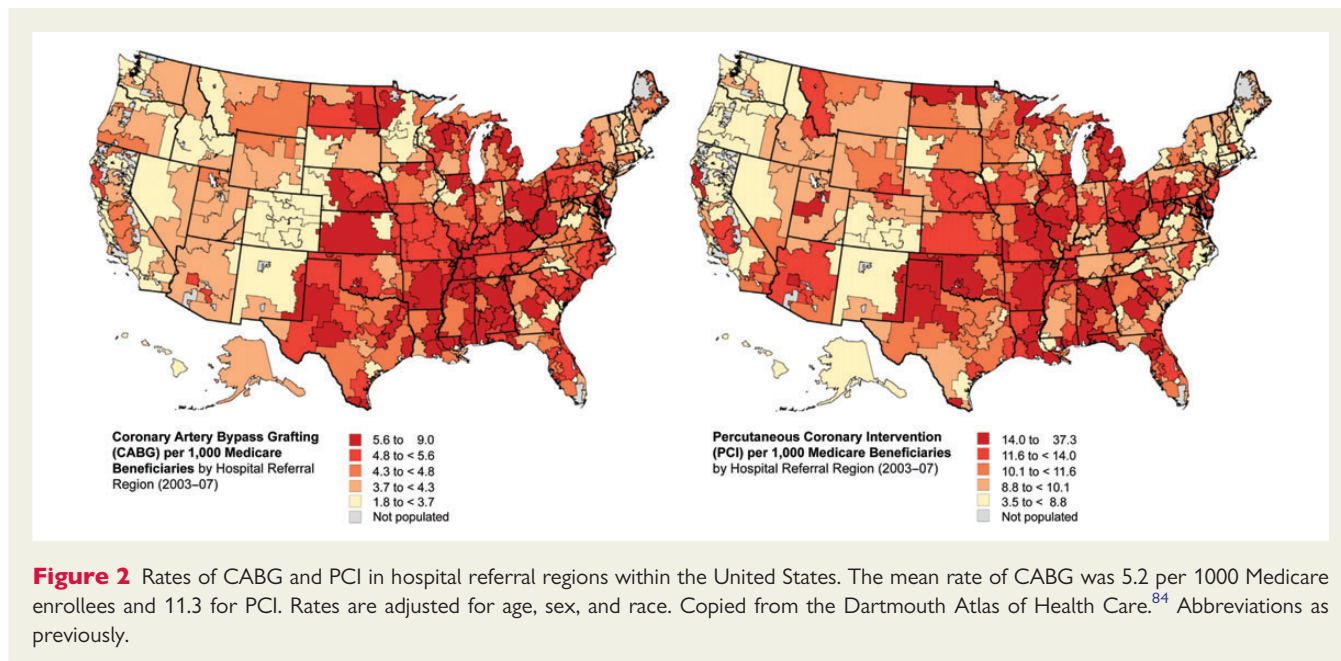 Coronary Artery Bypass Grafting
(CABG) per 1,000 Medicare
Beneficiaries by Hospital Referral
Region (2003–07)
5.6 to 9.0
4.8 to < 5.6
4.3 to < 4.8
3.7 to < 4.3
1.8 to < 3.7
Not populated
Percutaneous Coronary Intervention
(PCI) per 1,000 Medicare Beneficiaries
by Hospital Referral Region (2003–07)
14.0 to 37.3
11.6 to < 14.0
10.1 to < 11.6
8.8 to < 10.1
3.5 to < 8.8
Not populated
Figure 2 Rates of CABG and PCI in hospital referral regions within the United States. The mean rate of CABG was 5.2 per 1000 Medicare
enrollees and 11.3 for PCI. Rates are adjusted for age, sex, and race. Copied from the Dartmouth Atlas of Health Care.84 Abbreviations as
previously.